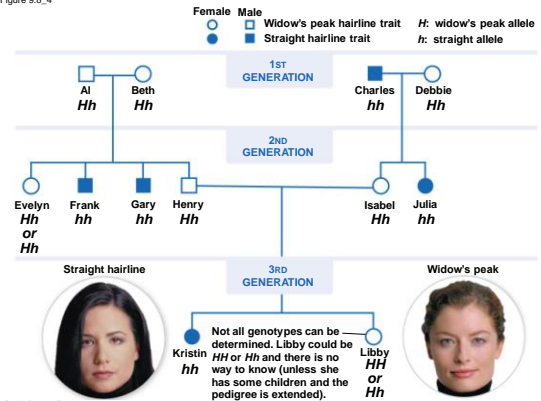 Figure 9.8_4
Female Male
Widow's peak hairline trait H: widow's peak allele
Straight hairline trait h: straight allele
1ST
GENERATION
Al Beth Charles Debbie
Hh Hh hh Hh
2ND
GENERATION
Evelyn Frank Gary Henry Isabel Julia
Hh hh hh Hh Hh hh
or
Hh
Straight hairline 3RD Widow's peak
GENERATION
Not all genotypes can be
determined. Libby could be
HH or Hh and there is no
way to know (unless she
has some children and the
pedigree is extended).
Kristin Libby
hh HH
or
Hh